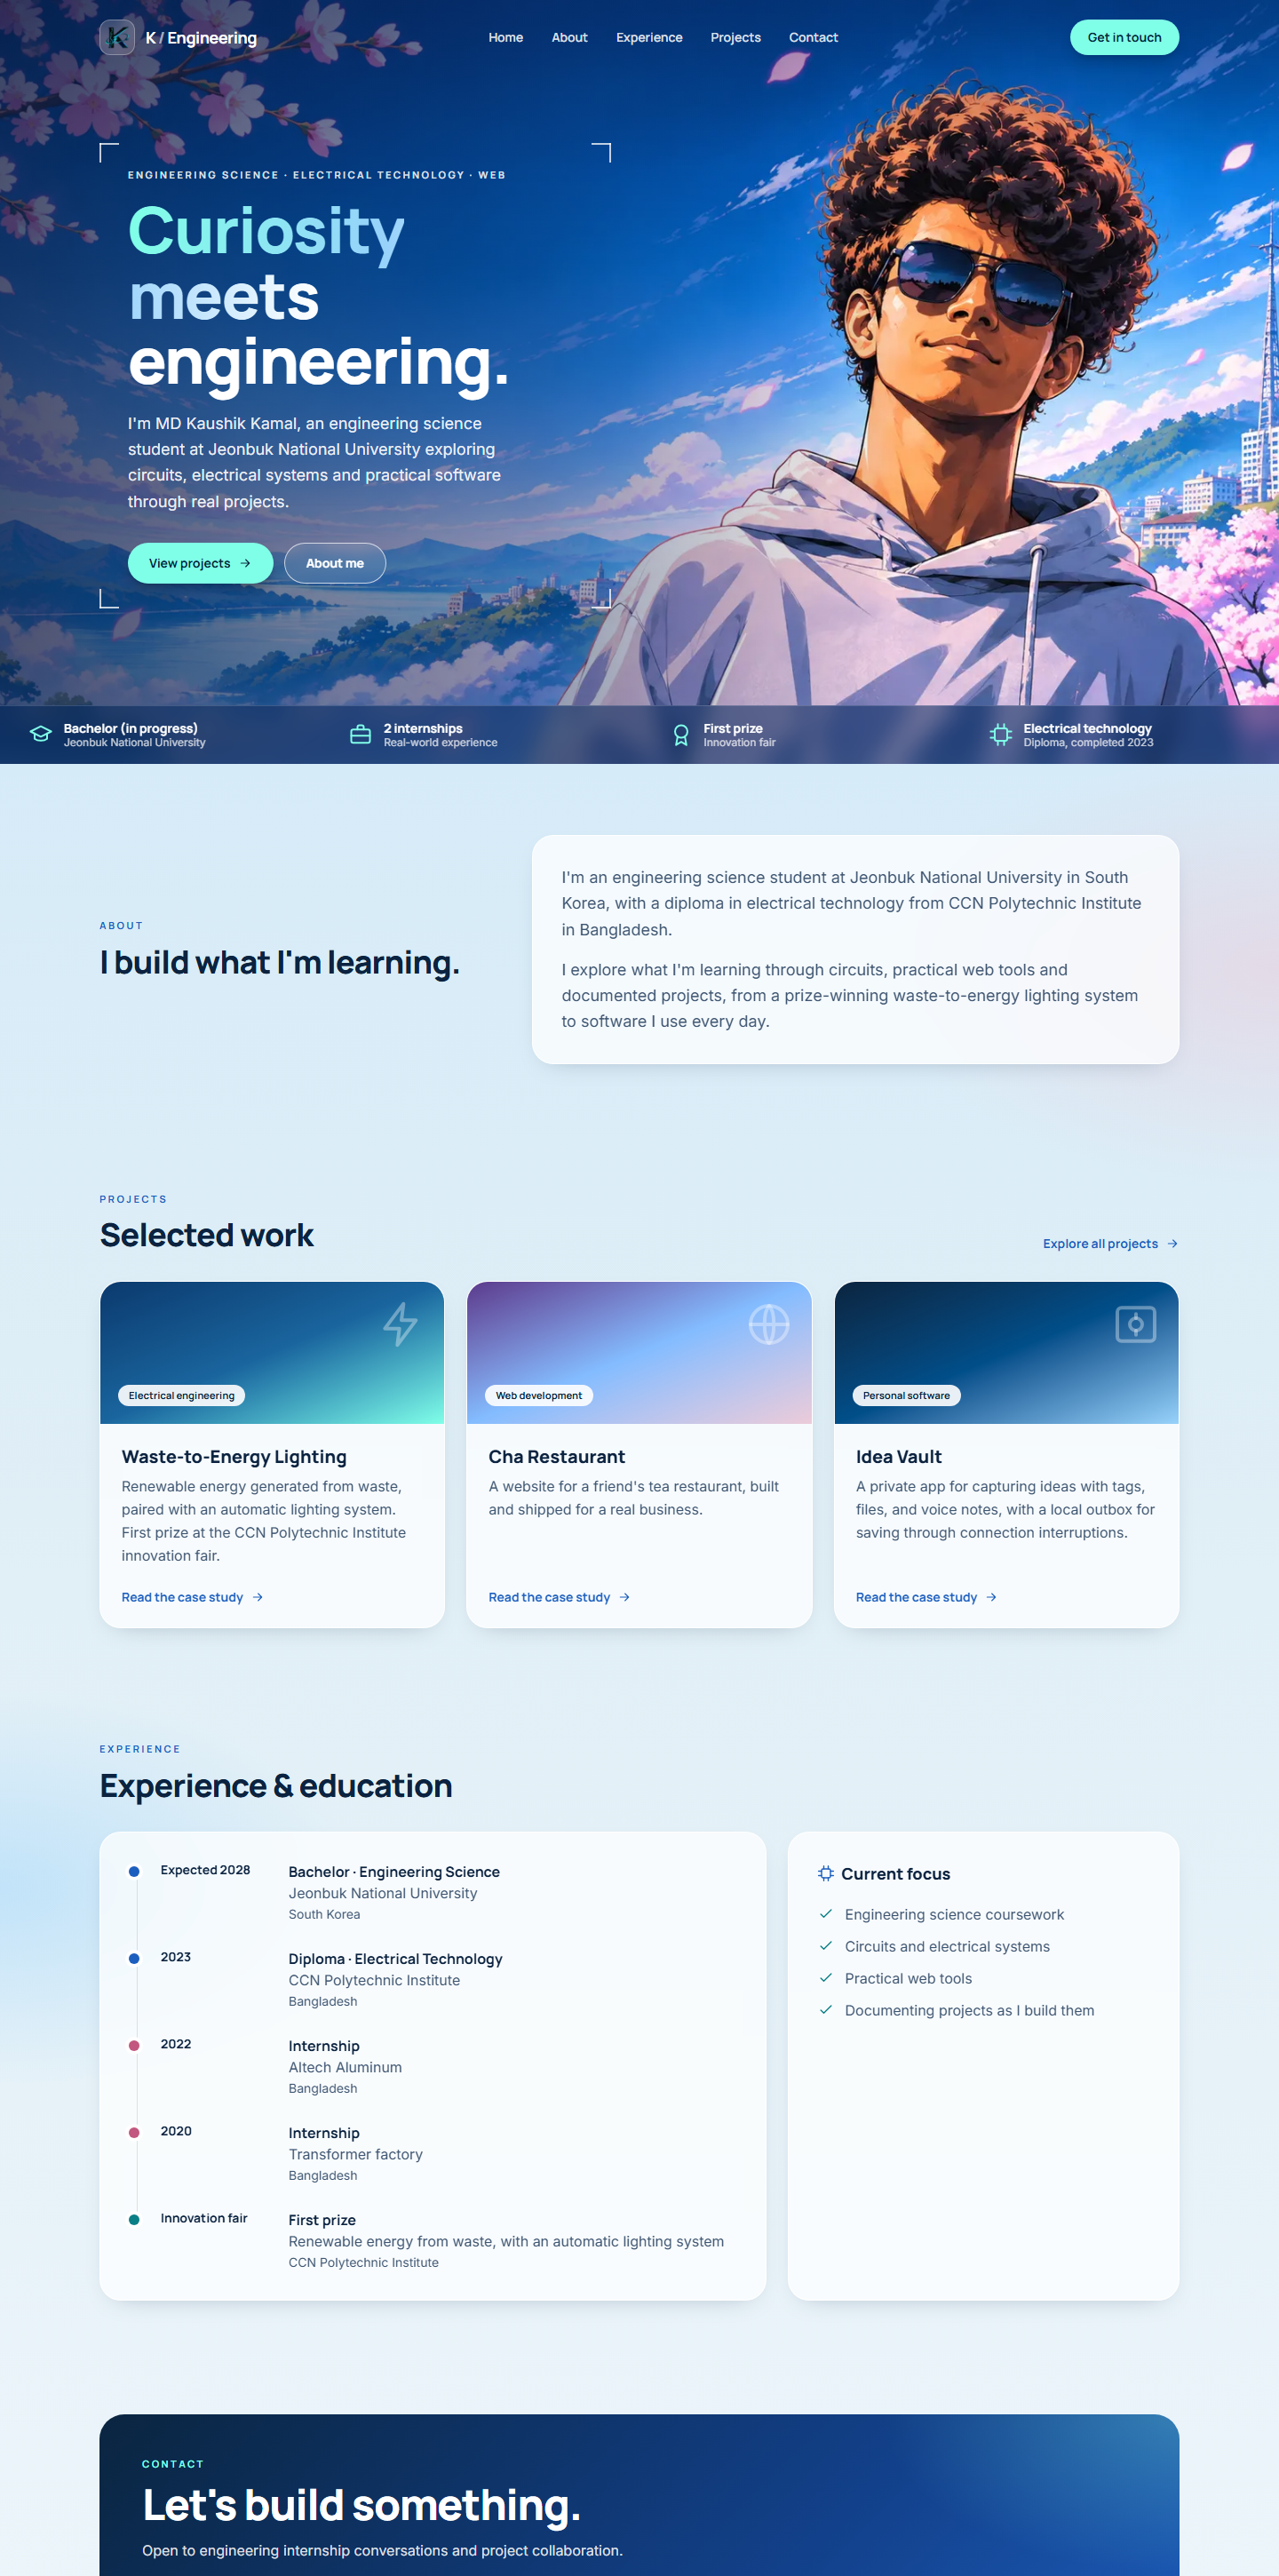 K / Engineering
Home
About
Experience
Projects
Contact
Get in touch
ENGINEERING SCIENCE · ELECTRICAL TECHNOLOGY · WEB
Curiosity
meets
engineering.
I'm MD Kaushik Kamal, an engineering science
student at Jeonbuk National University exploring
circuits, electrical systems and practical software
through real projects.
View projects →
About me
Bachelor (in progress)
Jeonbuk National University
2 internships
Real-world experience
First prize
Innovation fair
Electrical technology
Diploma, completed 2023
ABOUT
I build what I'm learning.
I'm an engineering science student at Jeonbuk National University in South
Korea, with a diploma in electrical technology from CCN Polytechnic Institute
in Bangladesh.
I explore what I'm learning through circuits, practical web tools and
documented projects, from a prize-winning waste-to-energy lighting system
to software I use every day.
PROJECTS
Selected work
Explore all projects →
Electrical engineering
Waste-to-Energy Lighting
Renewable energy generated from waste,
paired with an automatic lighting system.
First prize at the CCN Polytechnic Institute
innovation fair.
Read the case study →
Web development
Cha Restaurant
A website for a friend's tea restaurant, built
and shipped for a real business.
Read the case study →
Personal software
Idea Vault
A private app for capturing ideas with tags,
files, and voice notes, with a local outbox for
saving through connection interruptions.
Read the case study →
EXPERIENCE
Experience & education
Expected 2028
Bachelor · Engineering Science
Jeonbuk National University
South Korea
2023
Diploma · Electrical Technology
CCN Polytechnic Institute
Bangladesh
2022
Internship
Altech Aluminum
Bangladesh
2020
Internship
Transformer factory
Bangladesh
Innovation fair
First prize
Renewable energy from waste, with an automatic lighting system
CCN Polytechnic Institute
Current focus
Engineering science coursework
Circuits and electrical systems
Practical web tools
Documenting projects as I build them
CONTACT
Let's build something.
Open to engineering internship conversations and project collaboration.